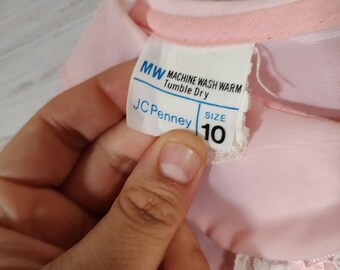 MW MACHINE WASH WARM
Tumble Dry
JCPenney
SIZE
10